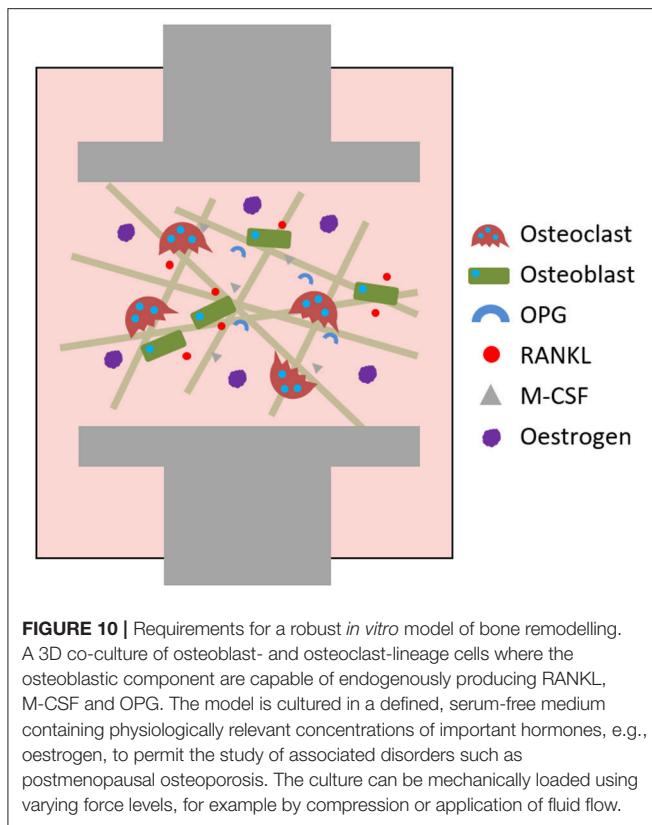 Osteoclast
Osteoblast
OPG
RANKL
M-CSF
Oestrogen
FIGURE 10 | Requirements for a robust in vitro model of bone remodelling.
A 3D co-culture of osteoblast- and osteoclast-lineage cells where the
osteoblastic component are capable of endogenously producing RANKL,
M-CSF and OPG. The model is cultured in a defined, serum-free medium
containing physiologically relevant concentrations of important hormones, e.g.,
oestrogen, to permit the study of associated disorders such as
postmenopausal osteoporosis. The culture can be mechanically loaded using
varying force levels, for example by compression or application of fluid flow.